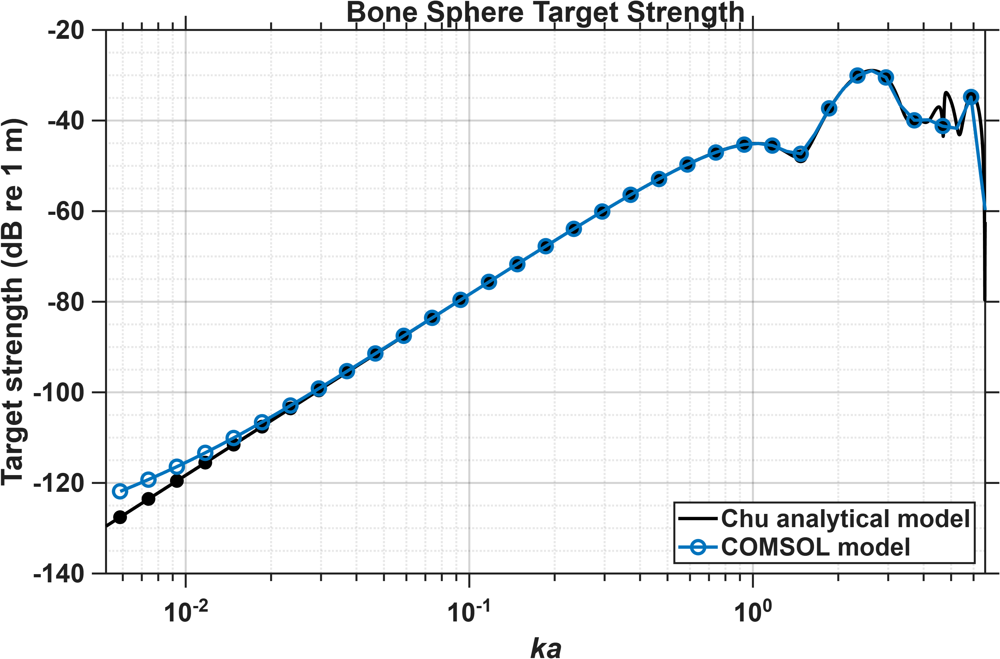 Bone Sphere Target Strength
Target strength (dB re 1 m)
-20
-40
-60
-80
-100
-120
-140
Chu analytical model
COMSOL model
10-2
10-1
100
ka